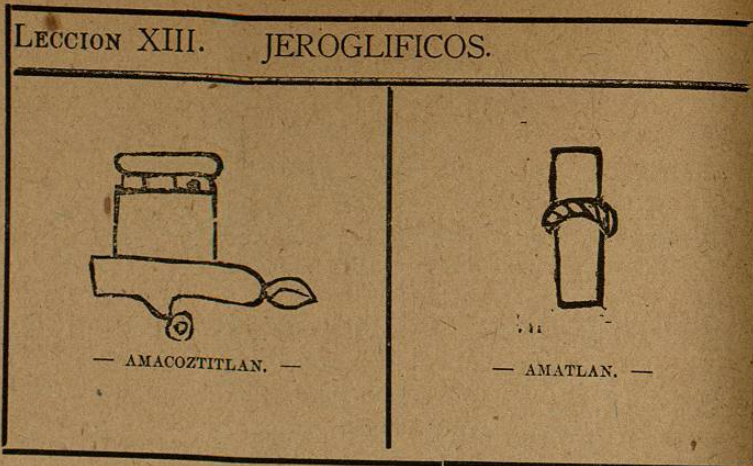 LECCION XIII. JEROGLIFICOS.
— AMACOZTITLAN. —
— AMATLAN. —